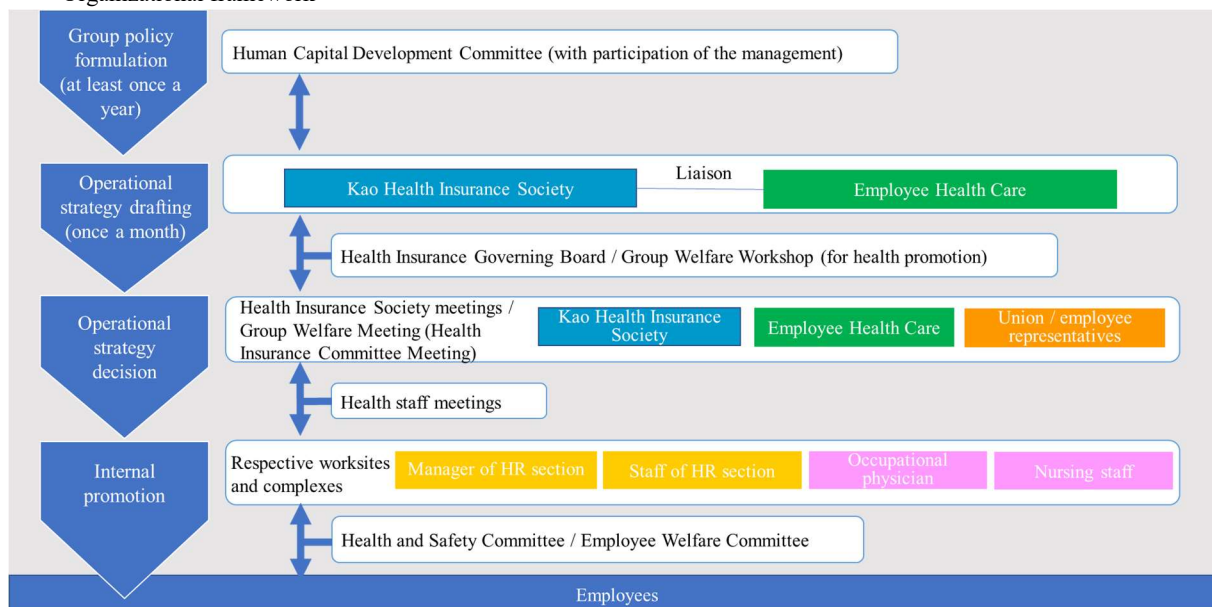 Organizational framework
Group policy
formulation
(at least once a
year)
Human Capital Development Committee (with participation of the management)
Operational
strategy drafting
(once a month)
Kao Health Insurance Society
Liaison
Employee Health Care
Health Insurance Governing Board / Group Welfare Workshop (for health promotion)
Operational
strategy
decision
Health Insurance Society meetings /
Group Welfare Meeting (Health
Insurance Committee Meeting)
Kao Health Insurance
Society
Employee Health Care
Union / employee
representatives
Health staff meetings
Internal
promotion
Respective worksites
and complexes
Manager of HR section
Staff of HR section
Occupational
physician
Nursing staff
Health and Safety Committee / Employee Welfare Committee
Employees